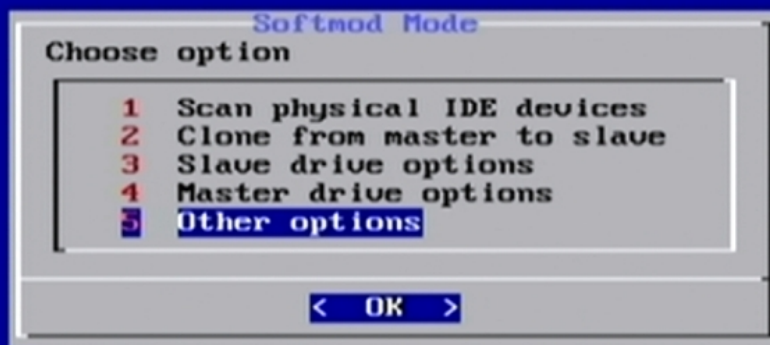 Softmod Mode
Choose option
1 Scan physical IDE devices
2 Clone from master to slave
3 Slave drive options
4 Master drive options
5 Other options
< OK >